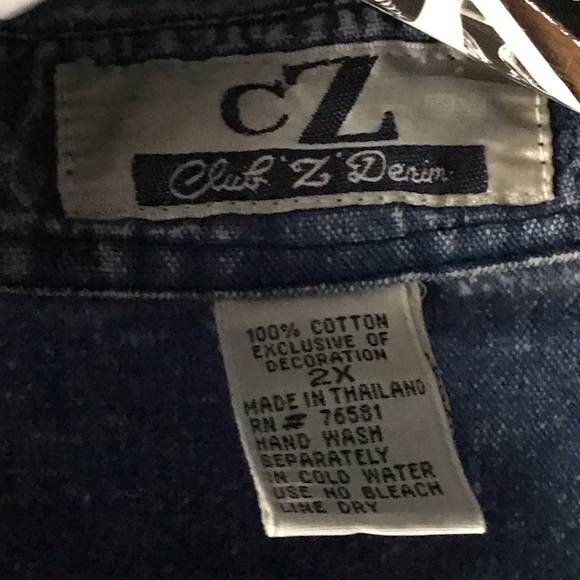 CZ
Club "Z" Denim
100% COTTON
EXCLUSIVE OF
DECORATION
2X
MADE IN THAILAND
RN # 76581
HAND WASH
SEPARATELY
IN COLD WATER
USE NO BLEACH
LINE DRY